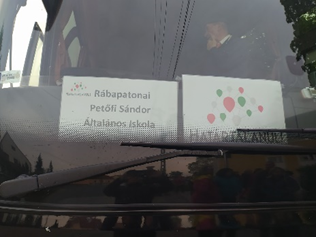 Rábapatonai
Petőfi Sándor
Általános iskola
HATÁRTALANUL